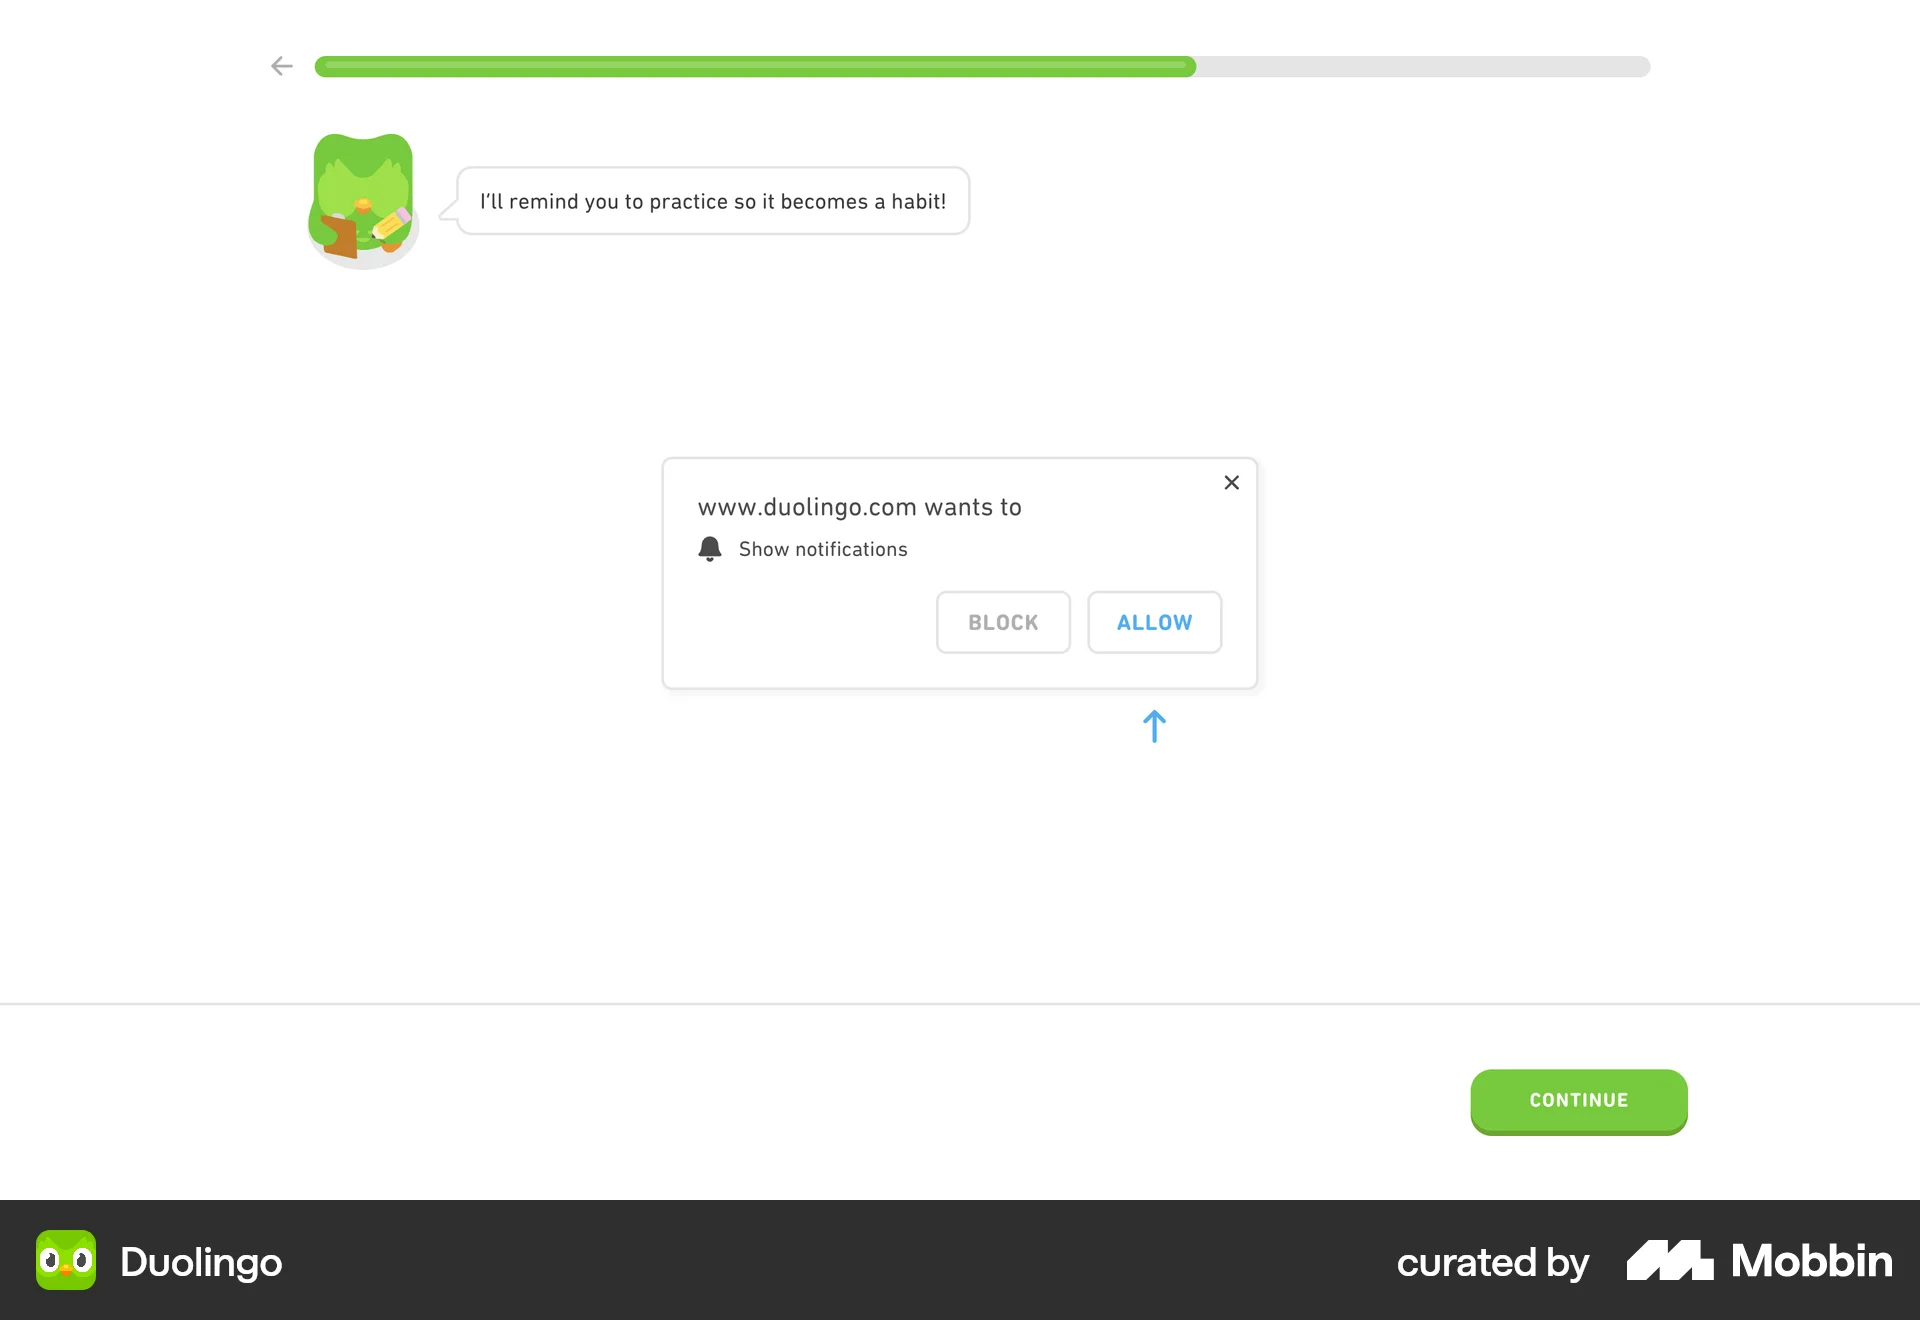 I’ll remind you to practice so it becomes a habit!
www.duolingo.com wants to
Show notifications
BLOCK
ALLOW
CONTINUE
Duolingo
curated by
Mobbin